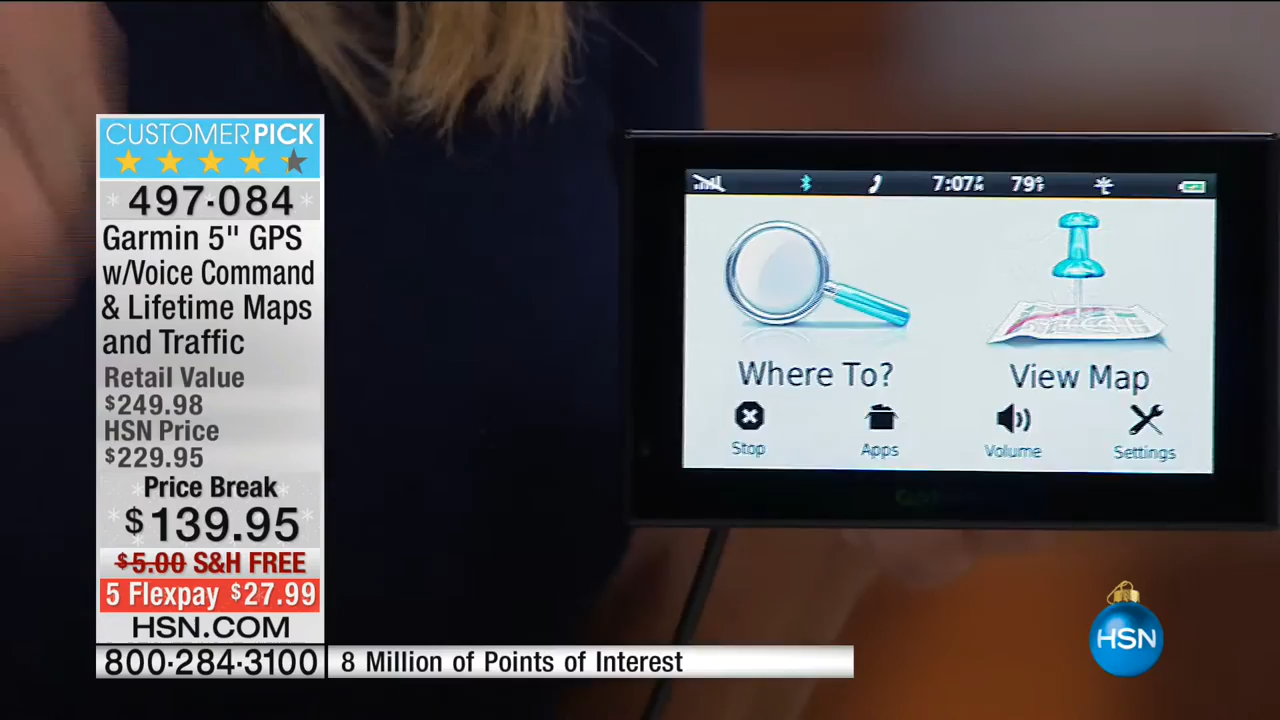 CUSTOMER PICK
497·084
Garmin 5" GPS
w/Voice Command
& Lifetime Maps
and Traffic
Retail Value
$249.98
HSN Price
$229.95
Price Break
$139.95
$5.00 S&H FREE
5 Flexpay $27.99
HSN.COM
800·284·3100
8 Million of Points of Interest
7:07
79°F
Where To?
View Map
Stop
Apps
Volume
Settings
HSN